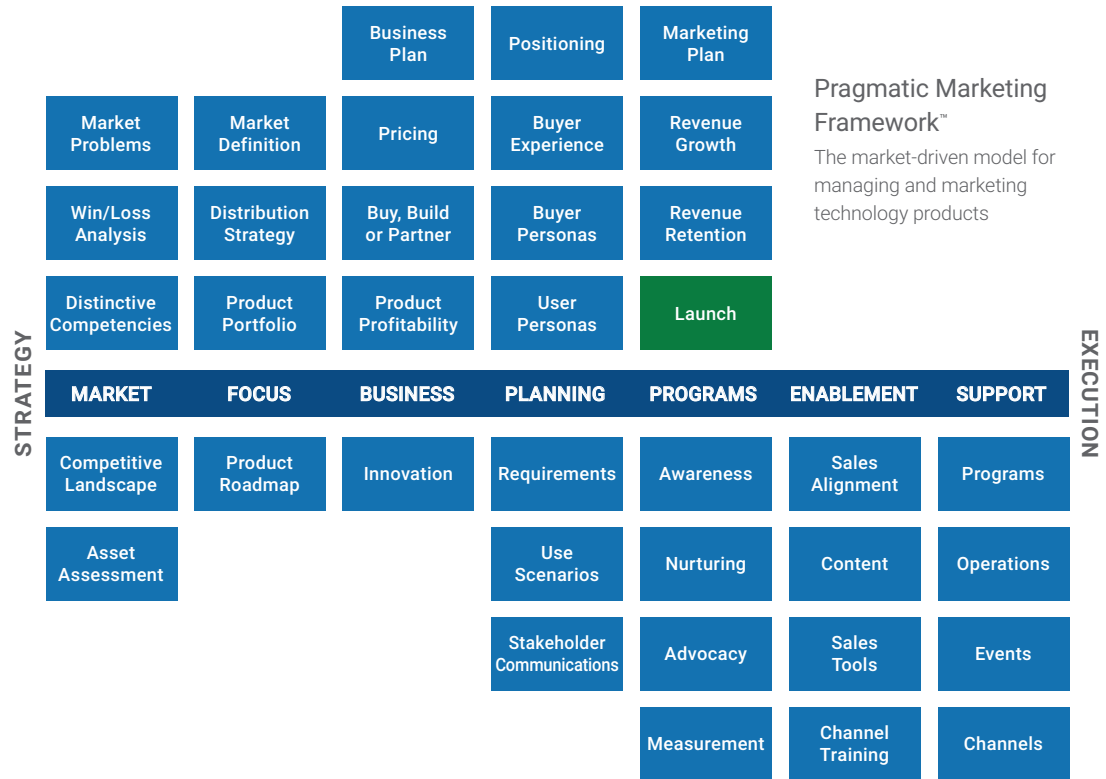 Business
Plan
Positioning
Marketing
Plan
Pragmatic Marketing
Framework™
The market-driven model for
managing and marketing
technology products
Market
Problems
Market
Definition
Pricing
Buyer
Experience
Revenue
Growth
Win/Loss
Analysis
Distribution
Strategy
Buy, Build
or Partner
Buyer
Personas
Revenue
Retention
Distinctive
Competencies
Product
Portfolio
Product
Profitability
User
Personas
Launch
STRATEGY
MARKET
FOCUS
BUSINESS
PLANNING
PROGRAMS
ENABLEMENT
SUPPORT
EXECUTION
Competitive
Landscape
Product
Roadmap
Innovation
Requirements
Awareness
Sales
Alignment
Programs
Asset
Assessment
Use
Scenarios
Nurturing
Content
Operations
Stakeholder
Communications
Advocacy
Sales
Tools
Events
Measurement
Channel
Training
Channels